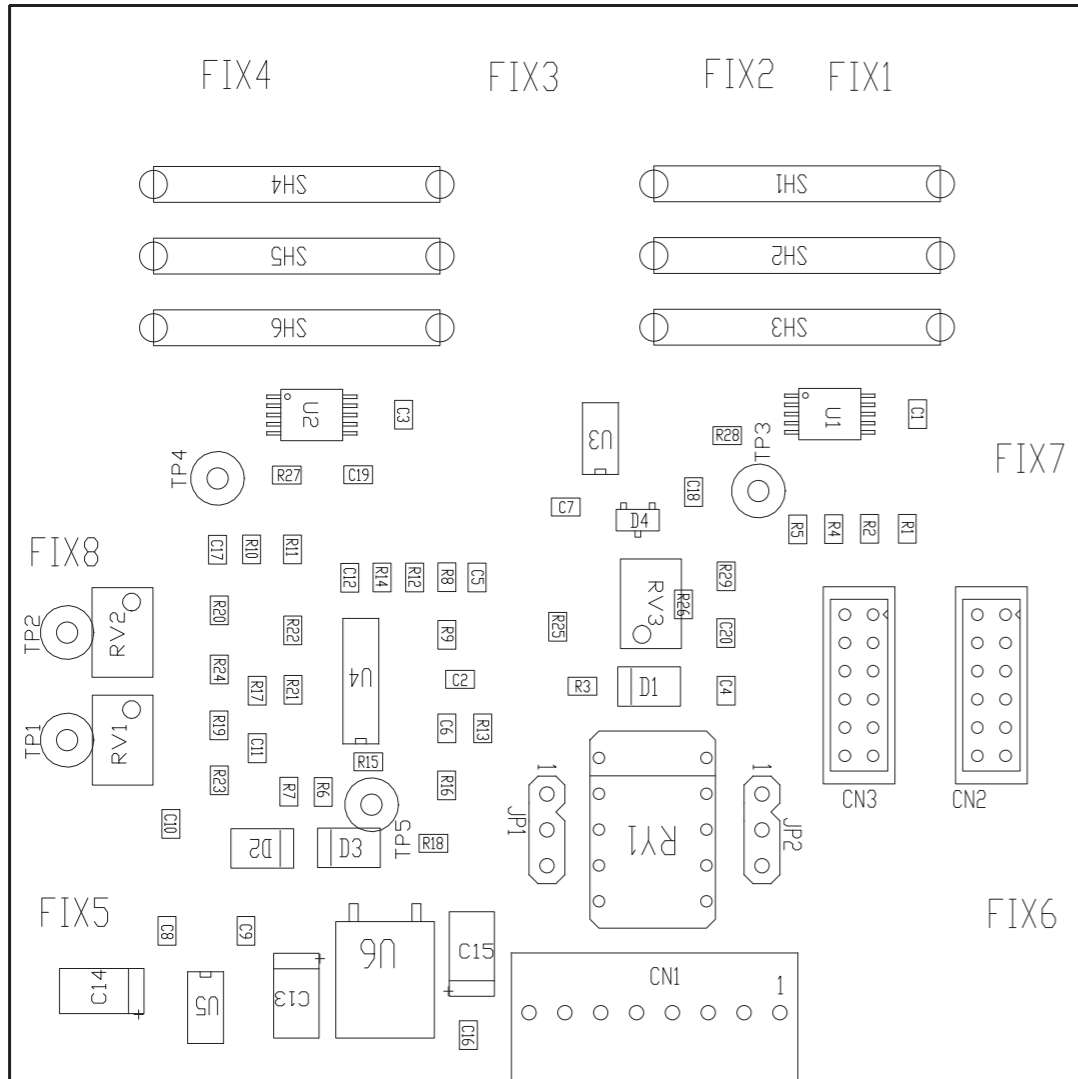 FIX4
FIX3
FIX2
FIX1
SH4
SH1
SH5
SH2
SH6
SH3
U2
C3
U3
R28
TP3
U1
C1
TP4
R27
C19
C7
C18
D4
R5
R4
R2
R1
FIX7
FIX8
C17
R10
R11
C12
R14
R12
R8
C5
R29
TP2
RV2
R20
R22
R9
R25
RV3
R26
C20
R24
R17
R21
U4
C2
R3
D1
C4
TP1
RV1
R19
C11
C6
R13
R15
R23
R7
R6
R16
1
1
CN3
CN2
C10
D2
D3
TP5
R18
JP1
RY1
JP2
FIX5
FIX6
C8
C9
U6
C15
C14
U5
C13
CN1
1
C16